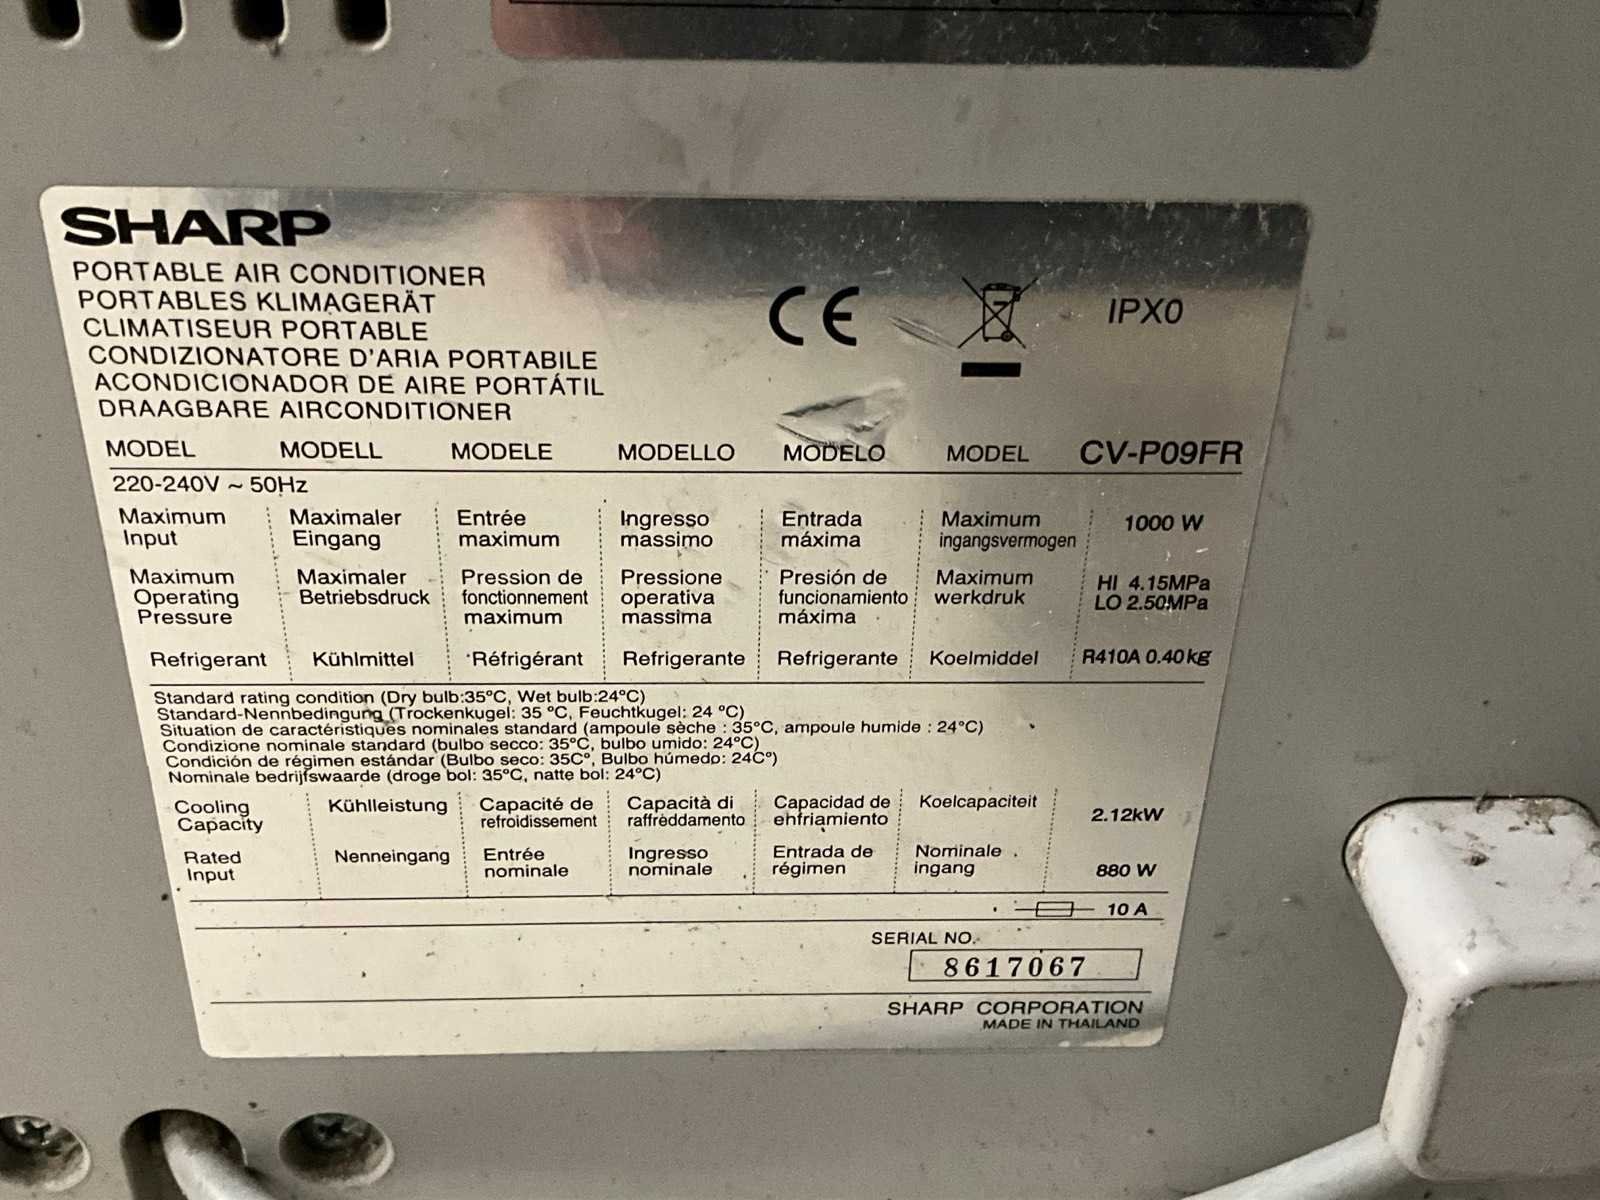 SHARP
PORTABLE AIR CONDITIONER
PORTABLES KLIMAGERÄT
CLIMATISEUR PORTABLE
CONDIZIONATORE D'ARIA PORTABILE
ACONDICIONADOR DE AIRE PORTÁTIL
DRAAGBARE AIRCONDITIONER
CE
IPX0
MODEL MODELL MODELE MODELLO MODELO MODEL CV-P09FR
220-240V ~ 50Hz
Maximum Maximaler Entrée Ingresso Entrada Maximum 1000 W
Input Eingang maximum massimo máxima ingangsvermogen
Maximum Maximaler Pression de Pressione Presión de Maximum HI 4.15MPa
Operating Betriebsdruck fonctionnement operativa funcionamiento werkdruk LO 2.50MPa
Pressure maximum massima máxima
Refrigerant Kühlmittel Réfrigérant Refrigerante Refrigerante Koelmiddel R410A 0.40kg
Standard rating condition (Dry bulb:35°C, Wet bulb:24°C)
Standard-Nennbedingung (Trockenkugel: 35 °C, Feuchtkugel: 24 °C)
Situation de caractéristiques nominales standard (ampoule sèche : 35°C, ampoule humide : 24°C)
Condizione nominale standard (bulbo secco: 35°C, bulbo umido: 24°C)
Condición de régimen estándar (Bulbo seco: 35C°, Bulbo húmedo: 24C°)
Nominale bedrijfswaarde (droge bol: 35°C, natte bol: 24°C)
Cooling Kühlleistung Capacité de Capacità di Capacidad de Koelcapaciteit 2.12kW
Capacity refroidissement raffreddamento enfriamiento
Rated Nenneingang Entrée Ingresso Entrada de Nominale 880 W
Input nominale nominale régimen ingang
10 A
SERIAL NO.
8617067
SHARP CORPORATION
MADE IN THAILAND